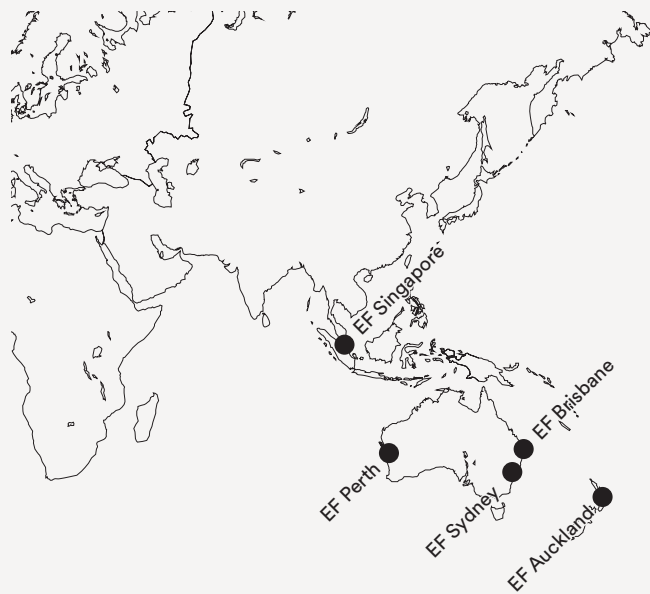 EF Singapore
EF Brisbane
EF Perth
EF Sydney
EF Auckland